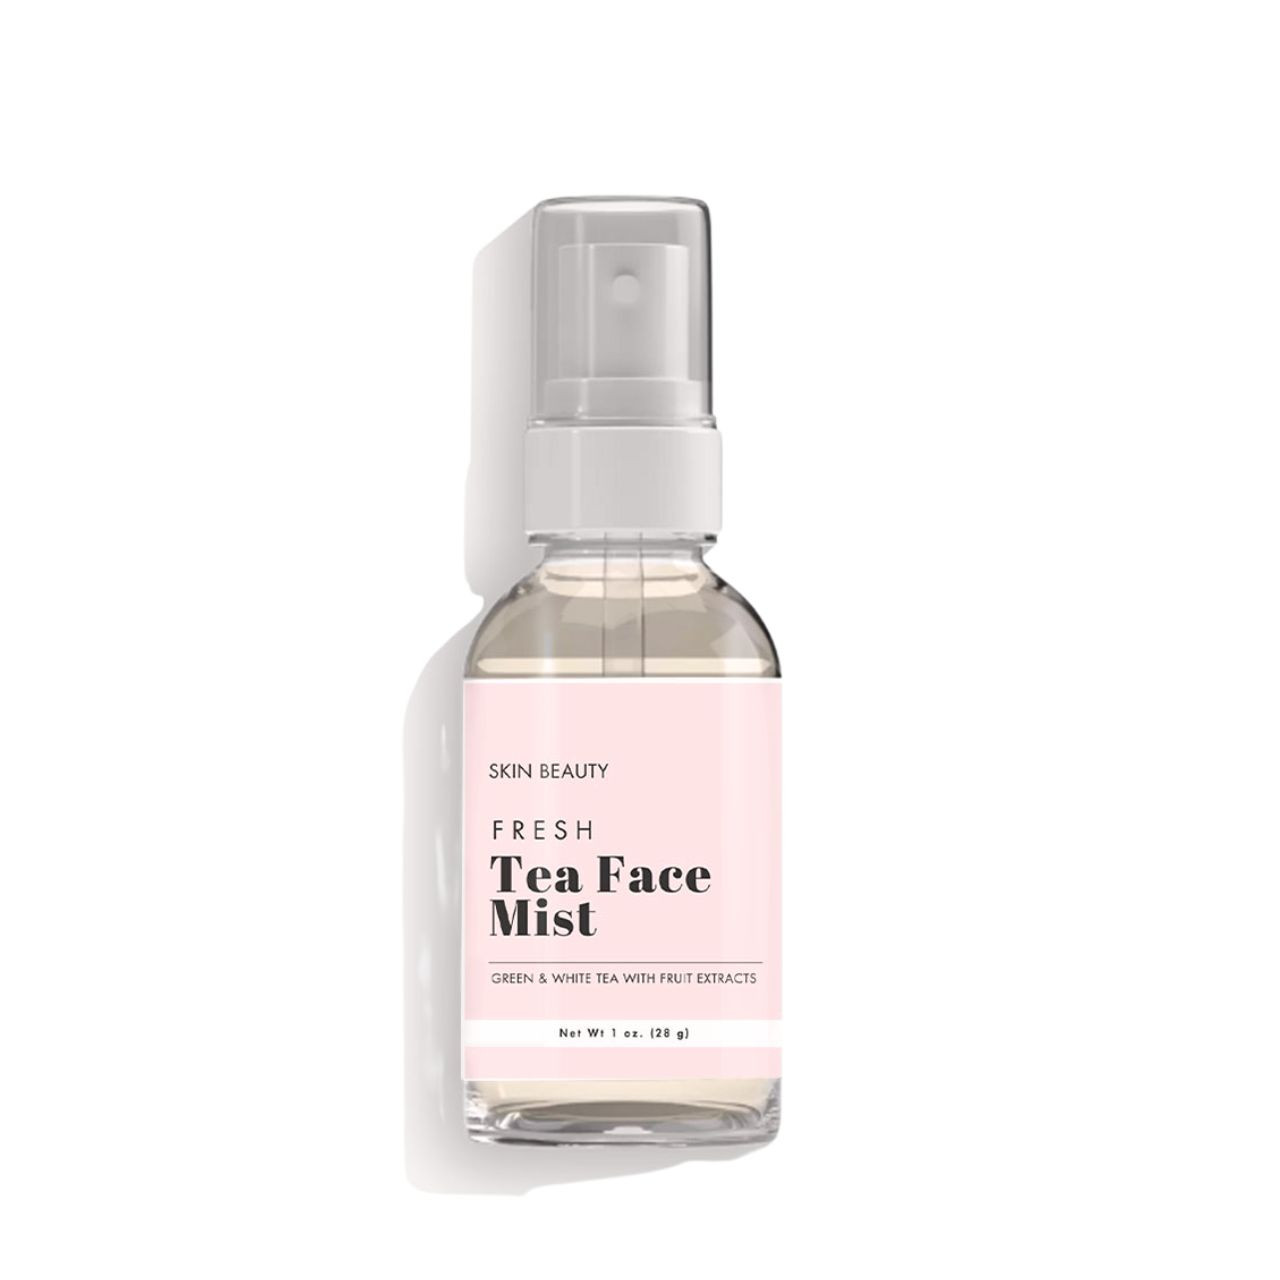 SKIN BEAUTY
FRESH
Tea Face
Mist
GREEN & WHITE TEA WITH FRUIT EXTRACTS
Net Wt 1 oz. (28 g)